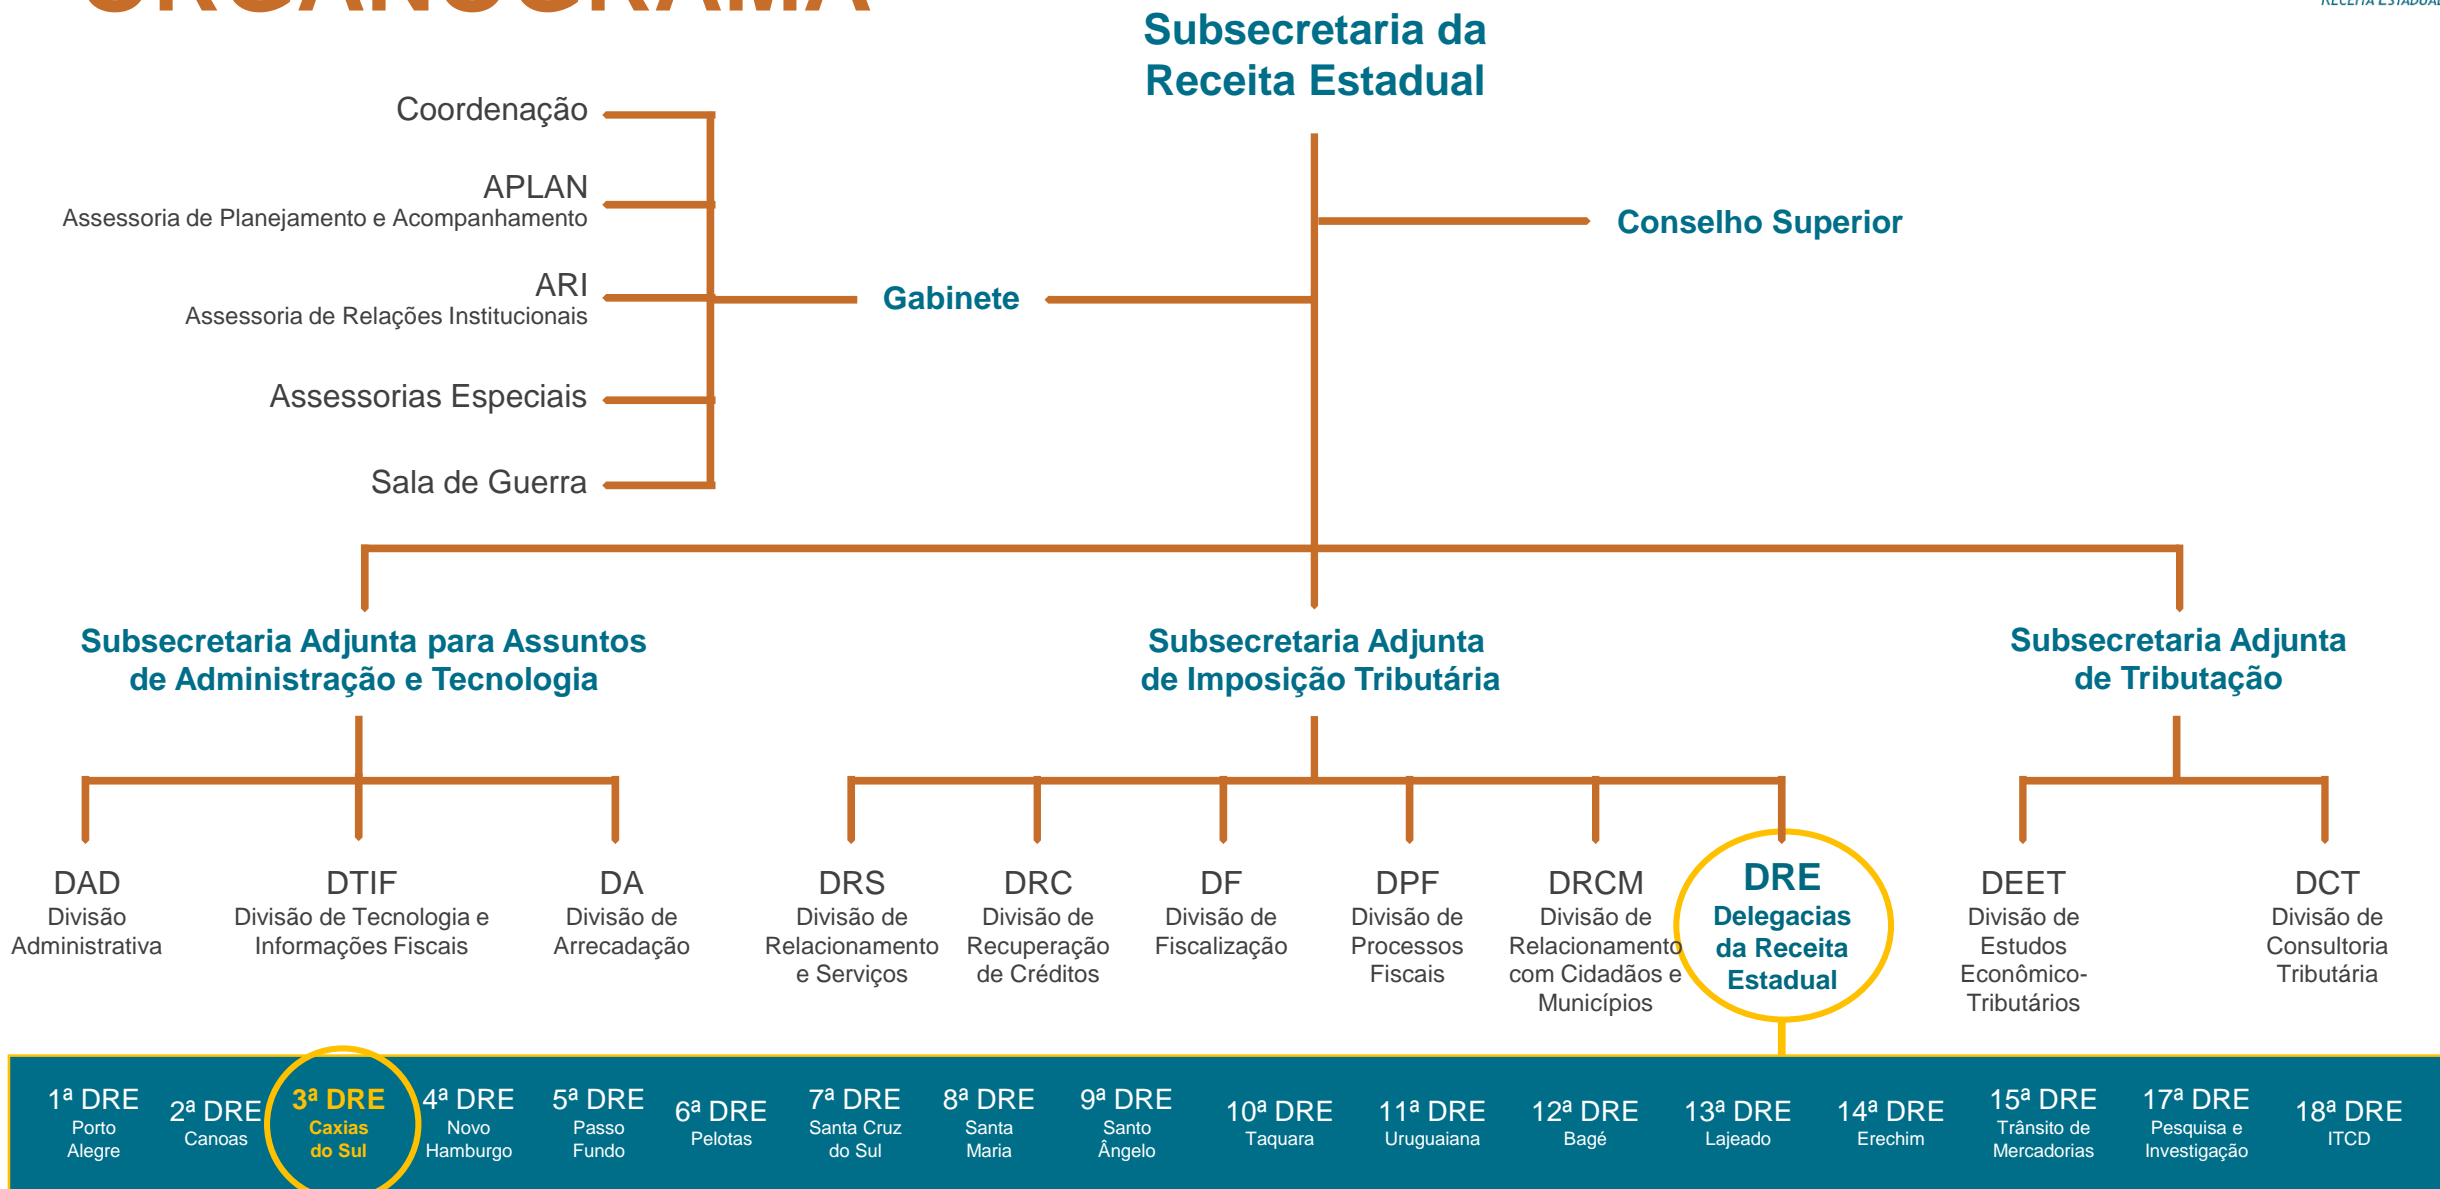 ORGANOGRAMA
RECEITA ESTADUAL
Subsecretaria da
Receita Estadual
Coordenação
APLAN
Assessoria de Planejamento e Acompanhamento
ARI
Assessoria de Relações Institucionais
Assessorias Especiais
Sala de Guerra
Gabinete
Conselho Superior
Subsecretaria Adjunta para Assuntos
de Administração e Tecnologia
Subsecretaria Adjunta
de Imposição Tributária
Subsecretaria Adjunta
de Tributação
DAD
Divisão
Administrativa
DTIF
Divisão de Tecnologia e
Informações Fiscais
DA
Divisão de
Arrecadação
DRS
Divisão de
Relacionamento
e Serviços
DRC
Divisão de
Recuperação
de Créditos
DF
Divisão de
Fiscalização
DPF
Divisão de
Processos
Fiscais
DRCM
Divisão de
Relacionamento
com Cidadãos e
Municípios
DRE
Delegacias
da Receita
Estadual
DEET
Divisão de
Estudos
Econômico-
Tributários
DCT
Divisão de
Consultoria
Tributária
1ª DRE
Porto
Alegre
2ª DRE
Canoas
3ª DRE
Caxias
do Sul
4ª DRE
Novo
Hamburgo
5ª DRE
Passo
Fundo
6ª DRE
Pelotas
7ª DRE
Santa Cruz
do Sul
8ª DRE
Santa
Maria
9ª DRE
Santo
Ângelo
10ª DRE
Taquara
11ª DRE
Uruguaiana
12ª DRE
Bagé
13ª DRE
Lajeado
14ª DRE
Erechim
15ª DRE
Trânsito de
Mercadorias
17ª DRE
Pesquisa e
Investigação
18ª DRE
ITCD